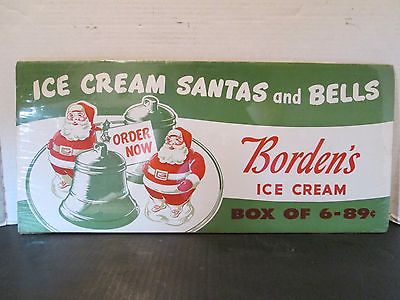 ICE CREAM SANTAS and BELLS
ORDER
NOW
Borden's
ICE CREAM
BOX OF 6-89¢